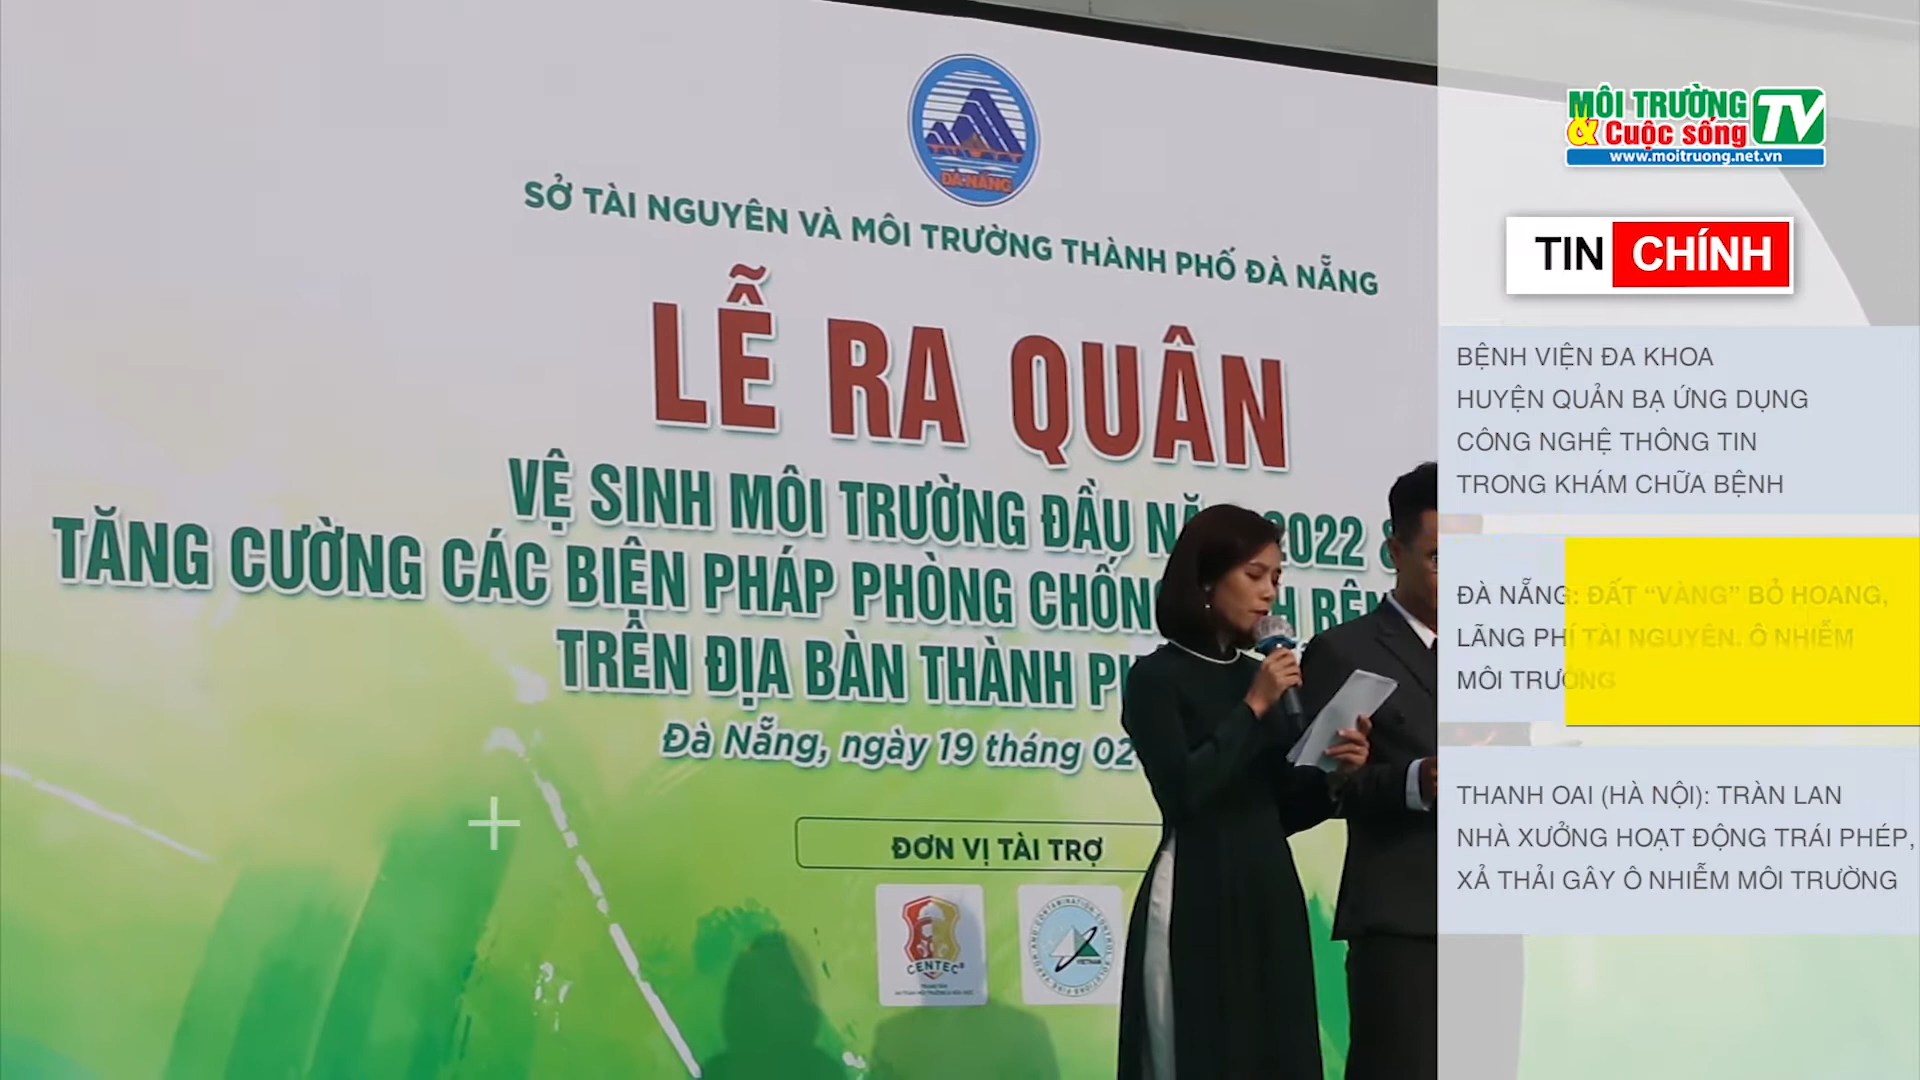 ĐÀ NẴNG
SỞ TÀI NGUYÊN VÀ MÔI TRƯỜNG THÀNH PHỐ ĐÀ NẴNG
LỄ RA QUÂN
VỆ SINH MÔI TRƯỜNG ĐẦU 2022 &
TĂNG CƯỜNG CÁC BIỆN PHÁP PHÒNG CHỐNG
TRÊN ĐỊA BÀN THÀNH
Đà Nẵng, ngày 19 tháng 02
ĐƠN VỊ TÀI TRỢ
CENTEC
VIETNAM
MÔI TRƯỜNG
& Cuộc sống TV
www.moitruong.net.vn
TIN CHÍNH
BỆNH VIỆN ĐA KHOA
HUYỆN QUẢN BẠ ỨNG DỤNG
CÔNG NGHỆ THÔNG TIN
TRONG KHÁM CHỮA BỆNH
ĐÀ NẴNG: ĐẤT “VÀNG” BỎ HOANG,
LÃNG PHÍ TÀI NGUYÊN. Ô NHIỄM
MÔI TRƯỜNG
THANH OAI (HÀ NỘI): TRÀN LAN
NHÀ XƯỞNG HOẠT ĐỘNG TRÁI PHÉP,
XẢ THẢI GÂY Ô NHIỄM MÔI TRƯỜNG